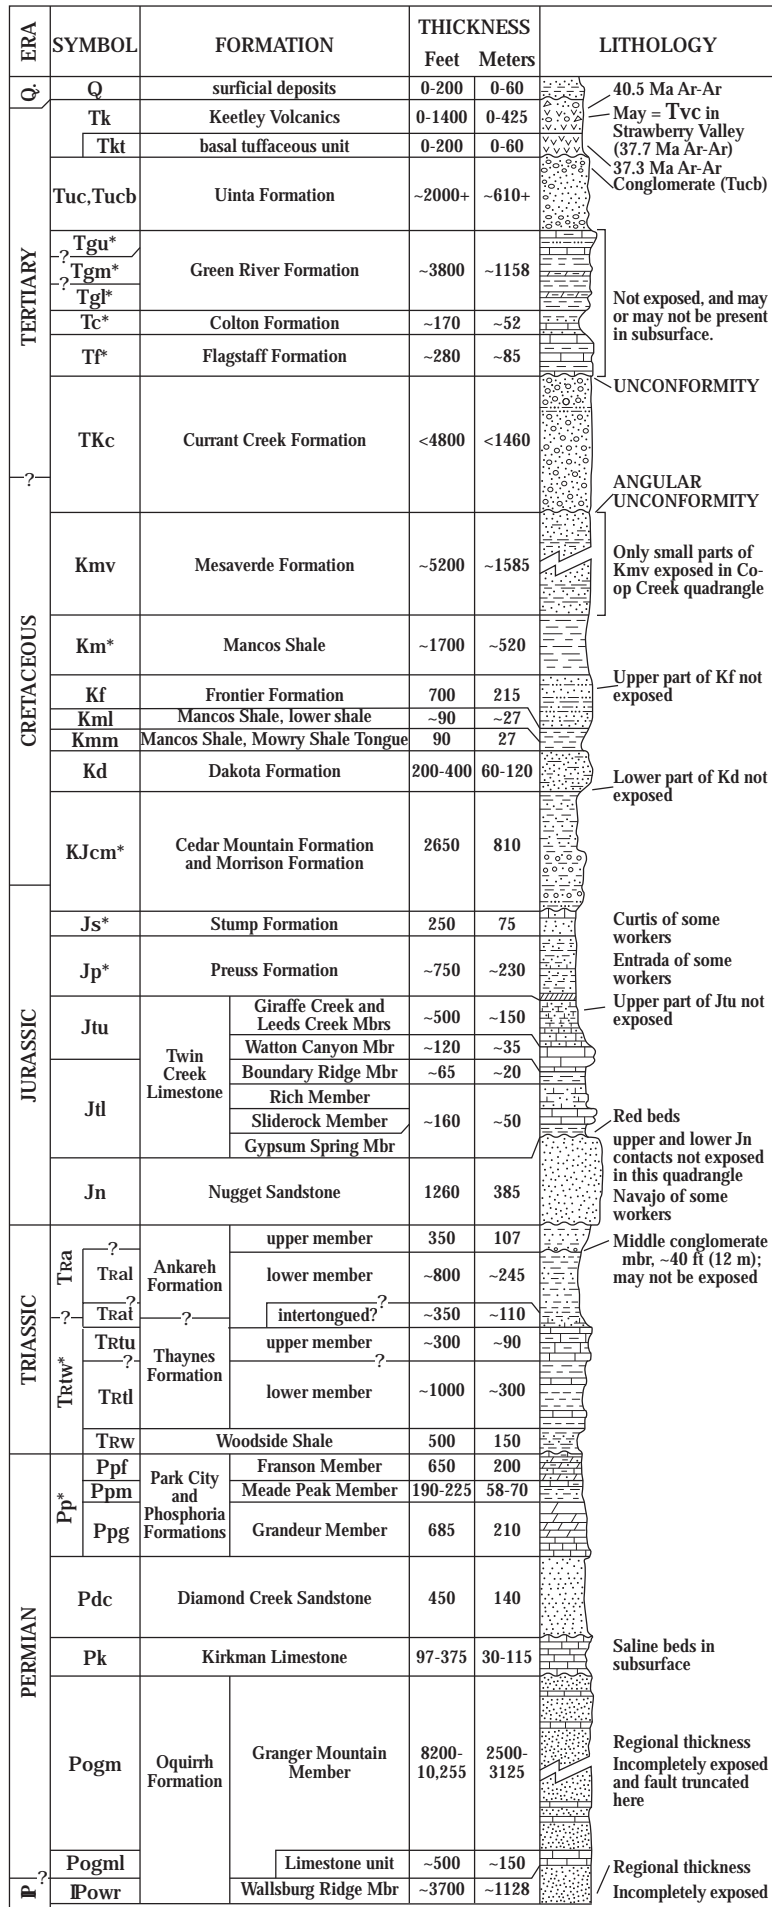 ERA SYMBOL FORMATION THICKNESS LITHOLOGY
Feet Meters
Q. Q surficial deposits 0-200 0-60
TERTIARY
Tk Keetley Volcanics 0-1400 0-425
Tkt basal tuffaceous unit 0-200 0-60
40.5 Ma Ar-Ar
May = Tvc in
Strawberry Valley
(37.7 Ma Ar-Ar)
37.3 Ma Ar-Ar
Conglomerate (Tucb)
Tuc,Tucb Uinta Formation ~2000+ ~610+
Tgu*
?
Tgm* Green River Formation ~3800 ~1158
?
Tgl*
Tc* Colton Formation ~170 ~52
Tf* Flagstaff Formation ~280 ~85
Not exposed, and may
or may not be present
in subsurface.
UNCONFORMITY
TKc Currant Creek Formation <4800 <1460
?
ANGULAR
UNCONFORMITY
CRETACEOUS
Kmv Mesaverde Formation ~5200 ~1585
Only small parts of
Kmv exposed in Co-
op Creek quadrangle
Km* Mancos Shale ~1700 ~520
Kf Frontier Formation 700 215
Upper part of Kf not
exposed
Kml Mancos Shale, lower shale ~90 ~27
Kmm Mancos Shale, Mowry Shale Tongue 90 27
Kd Dakota Formation 200-400 60-120
Lower part of Kd not
exposed
KJcm* Cedar Mountain Formation 2650 810
and Morrison Formation
JURASSIC
Js* Stump Formation 250 75
Curtis of some
workers
Jp* Preuss Formation ~750 ~230
Entrada of some
workers
Jtu Twin
Creek
Limestone
Giraffe Creek and ~500 ~150
Leeds Creek Mbrs
Upper part of Jtu not
exposed
Watton Canyon Mbr ~120 ~35
Jtl Boundary Ridge Mbr ~65 ~20
Rich Member
Sliderock Member ~160 ~50
Gypsum Spring Mbr
Red beds
upper and lower Jn
contacts not exposed
in this quadrangle
Jn Nugget Sandstone 1260 385
Navajo of some
workers
TRIASSIC
TRa
? Ankareh
Formation
upper member 350 107
TRal lower member ~800 ~245
Middle conglomerate
mbr, ~40 ft (12 m);
may not be exposed
? ?
? TRat ? intertongued? ~350 ~110
TRtw*
TRtu Thaynes
Formation
upper member ~300 ~90
? ?
TRtl lower member ~1000 ~300
TRw Woodside Shale 500 150
PERMIAN
Pp*
Ppf Park City
and
Phosphoria
Formations
Franson Member 650 200
Ppm Meade Peak Member 190-225 58-70
Ppg Grandeur Member 685 210
Pdc Diamond Creek Sandstone 450 140
Pk Kirkman Limestone 97-375 30-115
Saline beds in
subsurface
Pogm Oquirrh
Formation
Granger Mountain
Member
8200-
10,255
2500-
3125
Regional thickness
Incompletely exposed
and fault truncated
here
Pogml Limestone unit ~500 ~150
?
IP IPowr Wallsburg Ridge Mbr ~3700 ~1128
Regional thickness
Incompletely exposed